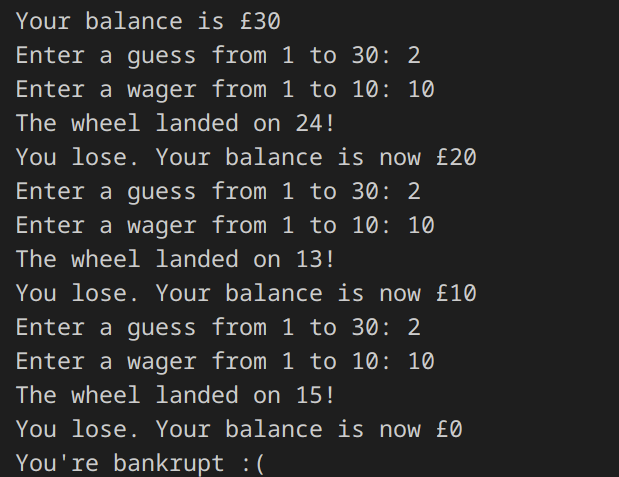 Your balance is £30
Enter a guess from 1 to 30: 2
Enter a wager from 1 to 10: 10
The wheel landed on 24!
You lose. Your balance is now £20
Enter a guess from 1 to 30: 2
Enter a wager from 1 to 10: 10
The wheel landed on 13!
You lose. Your balance is now £10
Enter a guess from 1 to 30: 2
Enter a wager from 1 to 10: 10
The wheel landed on 15!
You lose. Your balance is now £0
You're bankrupt :(